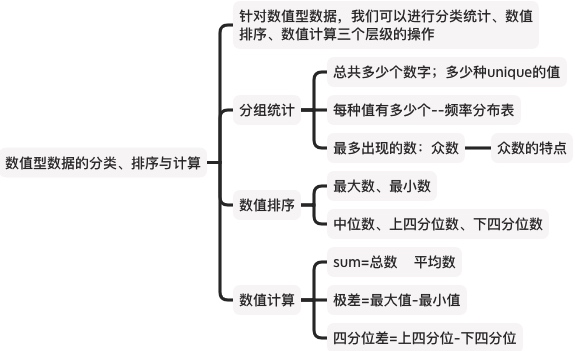 针对数值型数据，我们可以进行分类统计、数值
排序、数值计算三个层级的操作
总共多少个数字；多少种unique的值
分组统计
每种值有多少个--频率分布表
最多出现的数：众数
众数的特点
数值型数据的分类、排序与计算
最大数、最小数
数值排序
中位数、上四分位数、下四分位数
sum=总数 平均数
数值计算
极差=最大值-最小值
四分位差=上四分位-下四分位